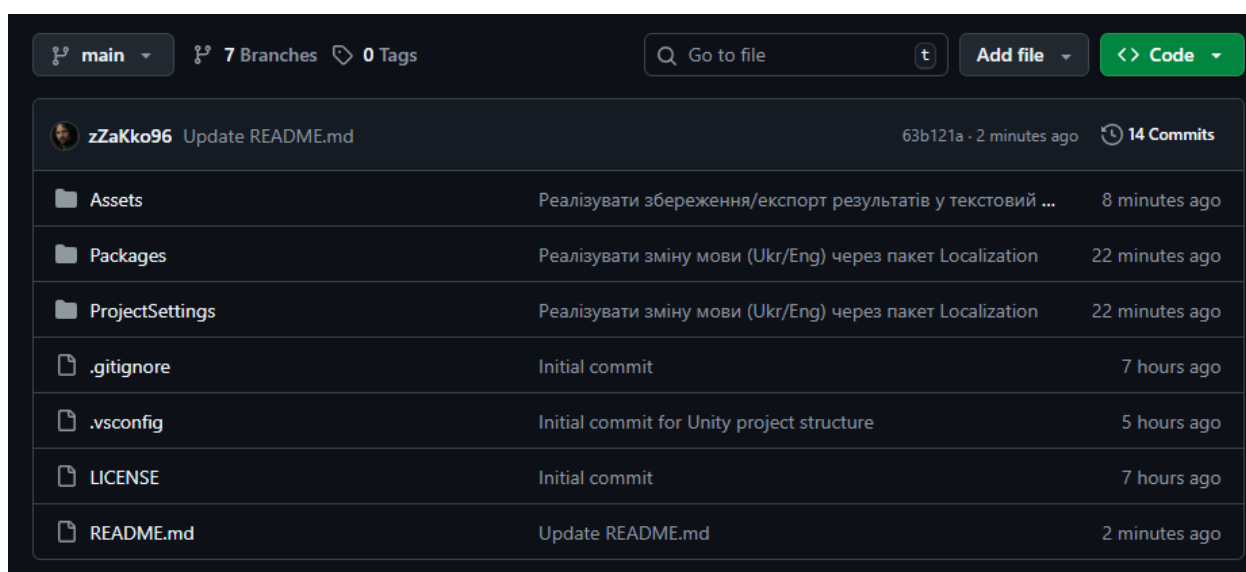 main 7 Branches 0 Tags Go to file t Add file <> Code
zZaKko96 Update README.md 63b121a · 2 minutes ago 14 Commits
Assets Реалізувати збереження/експорт результатів у текстовий ... 8 minutes ago
Packages Реалізувати зміну мови (Ukr/Eng) через пакет Localization 22 minutes ago
ProjectSettings Реалізувати зміну мови (Ukr/Eng) через пакет Localization 22 minutes ago
.gitignore Initial commit 7 hours ago
.vsconfig Initial commit for Unity project structure 5 hours ago
LICENSE Initial commit 7 hours ago
README.md Update README.md 2 minutes ago